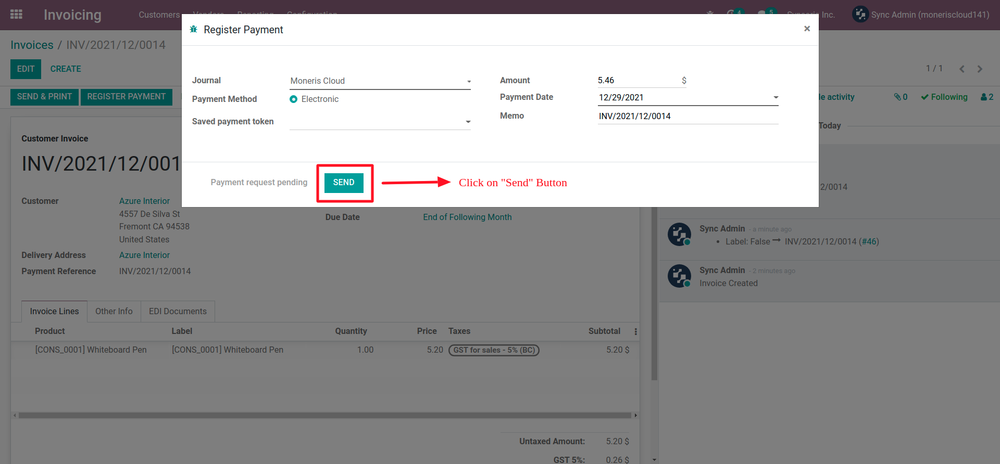 Invoicing
Customers
4
5
Inc.
Sync Admin (moneriscloud141)
Invoices / INV/2021/12/0014
EDIT CREATE
1 / 1
SEND & PRINT REGISTER PAYMENT
activity
0 Following 2
Register Payment
×
Journal Moneris Cloud
Payment Method Electronic
Saved payment token
Amount 5.46 $
Payment Date 12/29/2021
Memo INV/2021/12/0014
Payment request pending SEND
Click on "Send" Button
Today
2/0014
Customer Invoice
INV/2021/12/001
Customer Azure Interior
4557 De Silva St
Fremont CA 94538
United States
Due Date End of Following Month
Delivery Address Azure Interior
Payment Reference INV/2021/12/0014
Sync Admin - a minute ago
• Label: False → INV/2021/12/0014 (#46)
Sync Admin - 2 minutes ago
Invoice Created
Invoice Lines Other Info EDI Documents
Product Label Quantity Price Taxes Subtotal
[CONS_0001] Whiteboard Pen [CONS_0001] Whiteboard Pen 1.00 5.20 GST for sales - 5% (BC) 5.20 $
Untaxed Amount: 5.20 $
GST 5%: 0.26 $